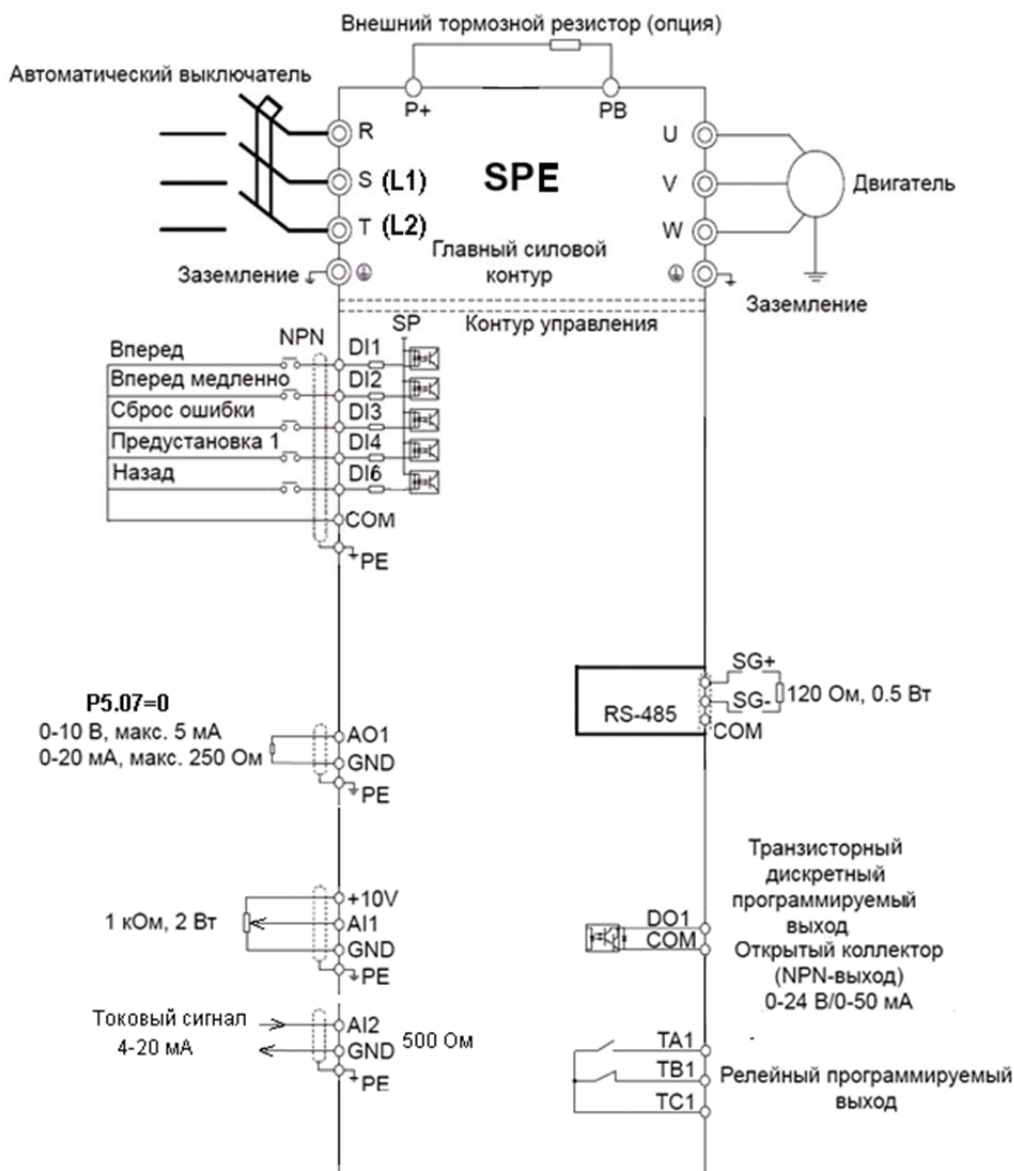 Внешний тормозной резистор (опция)
Автоматический выключатель
P+
PB
R
S (L1)
T (L2)
SPE
U
V
W
Двигатель
Главный силовой
контур
Заземление
Заземление
Контур управления
SP
NPN
Вперед
DI1
Вперед медленно
DI2
Сброс ошибки
DI3
Предустановка 1
DI4
Назад
DI6
COM
PE
P5.07=0
0-10 В, макс. 5 мА
0-20 мА, макс. 250 Ом
AO1
GND
PE
RS-485
SG+
SG-
COM
120 Ом, 0.5 Вт
1 кОм, 2 Вт
+10V
AI1
GND
PE
Транзисторный
дискретный
программируемый
выход
Открытый коллектор
(NPN-выход)
0-24 В/0-50 мА
DO1
COM
Токовый сигнал
4-20 мА
AI2
GND
500 Ом
PE
TA1
TB1
TC1
Релейный программируемый
выход